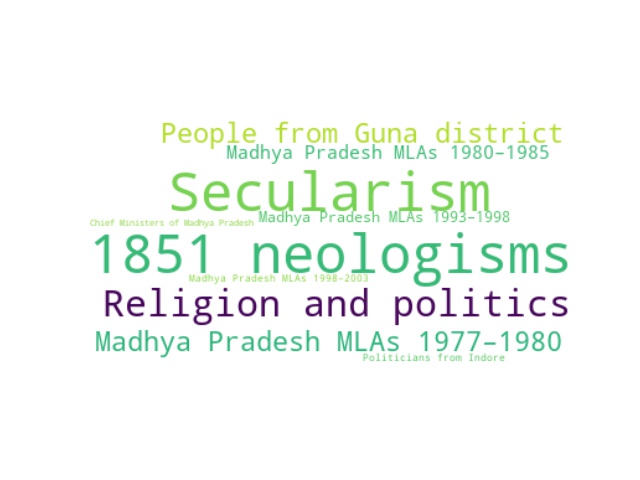 People from Guna district
Madhya Pradesh MLAs 1980–1985
Secularism
Madhya Pradesh MLAs 1993–1998
Chief Ministers of Madhya Pradesh
1851 neologisms
Madhya Pradesh MLAs 1998–2003
Religion and politics
Madhya Pradesh MLAs 1977–1980
Politicians from Indore